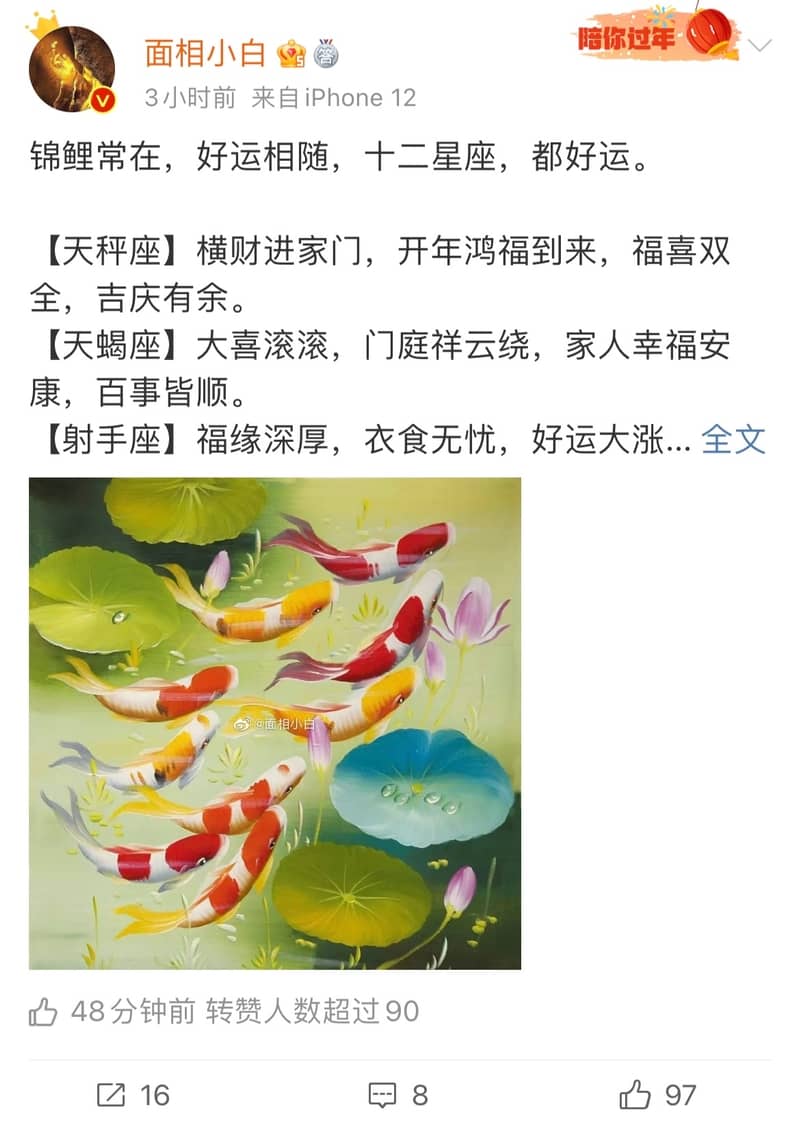 陪你过年
面相小白
3小时前 来自iPhone 12
锦鲤常在，好运相随，十二星座，都好运。
【天秤座】横财进家门，开年鸿福到来，福喜双
全，吉庆有余。
【天蝎座】大喜滚滚，门庭祥云绕，家人幸福安
康，百事皆顺。
【射手座】福缘深厚，衣食无忧，好运大涨... 全文
@面相小白
48分钟前 转赞人数超过90
16 8 97